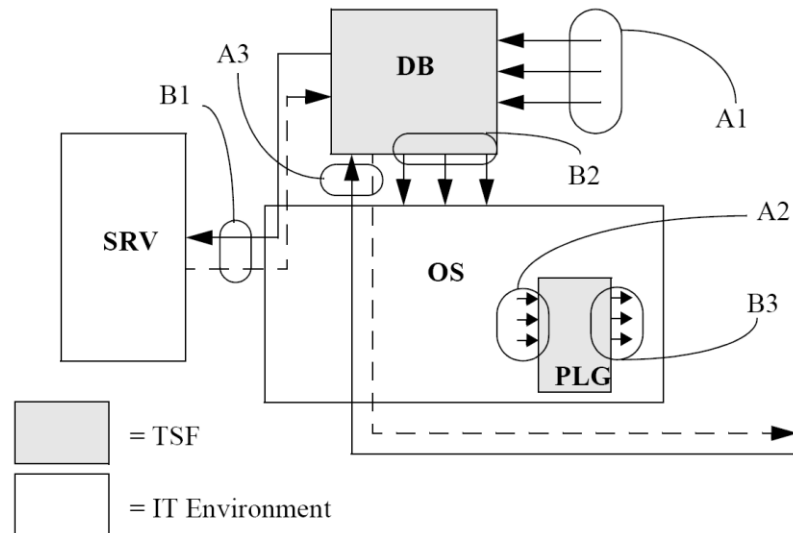 A3
DB
A1
B1
B2
SRV
OS
A2
B3
PLG
= TSF
= IT Environment